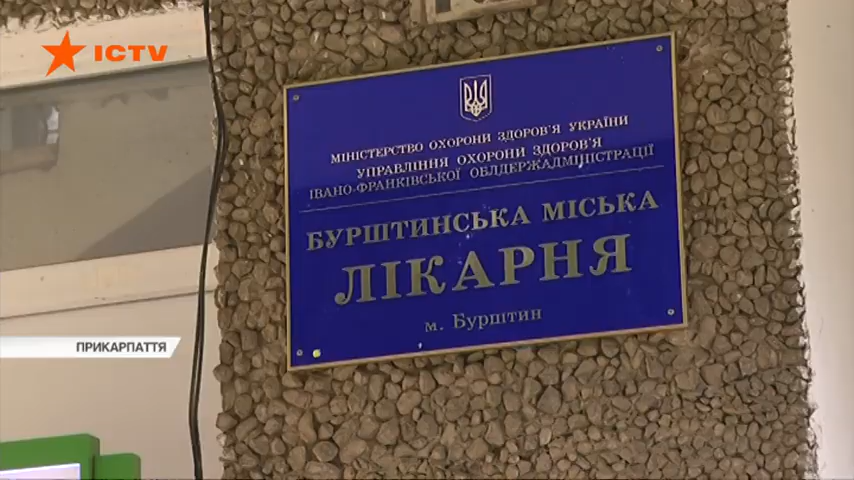 ICTV
МІНІСТЕРСТВО ОХОРОНИ ЗДОРОВ'Я УКРАЇНИ
УПРАВЛІННЯ ОХОРОНИ ЗДОРОВ'Я
ІВАНО-ФРАНКІВСЬКОЇ ОБЛДЕРЖАДМІНІСТРАЦІЇ
БУРШТИНСЬКА МІСЬКА
ЛІКАРНЯ
м. Бурштин
ПРИКАРПАТТЯ